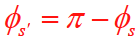 ϕ_{s'} = π − ϕ_s